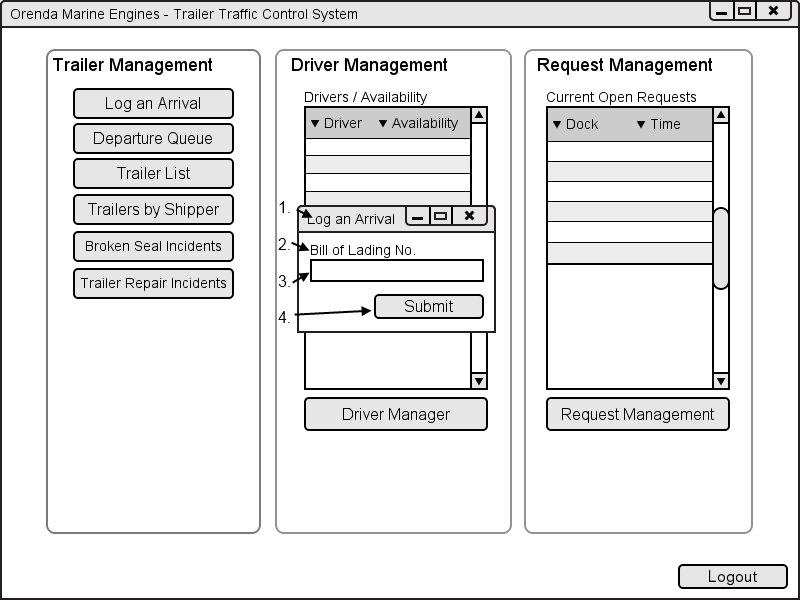 Orenda Marine Engines - Trailer Traffic Control System
Trailer Management
Log an Arrival
Departure Queue
Trailer List
Trailers by Shipper
Broken Seal Incidents
Trailer Repair Incidents
Driver Management
Drivers / Availability
Driver Availability
1. Log an Arrival
2. Bill of Lading No.
3.
4. Submit
Driver Manager
Request Management
Current Open Requests
Dock Time
Request Management
Logout